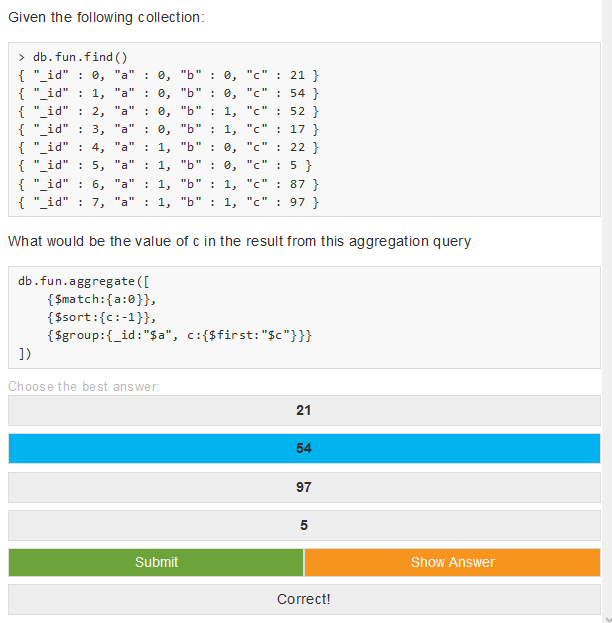 Given the following collection:
> db.fun.find()
{ "_id" : 0, "a" : 0, "b" : 0, "c" : 21 }
{ "_id" : 1, "a" : 0, "b" : 0, "c" : 54 }
{ "_id" : 2, "a" : 0, "b" : 1, "c" : 52 }
{ "_id" : 3, "a" : 0, "b" : 1, "c" : 17 }
{ "_id" : 4, "a" : 1, "b" : 0, "c" : 22 }
{ "_id" : 5, "a" : 1, "b" : 0, "c" : 5 }
{ "_id" : 6, "a" : 1, "b" : 1, "c" : 87 }
{ "_id" : 7, "a" : 1, "b" : 1, "c" : 97 }
What would be the value of c in the result from this aggregation query
db.fun.aggregate([
    {$match:{a:0}},
    {$sort:{c:-1}},
    {$group:{_id:"$a", c:{$first:"$c"}}}
])
Choose the best answer:
21
54
97
5
Submit Show Answer
Correct!